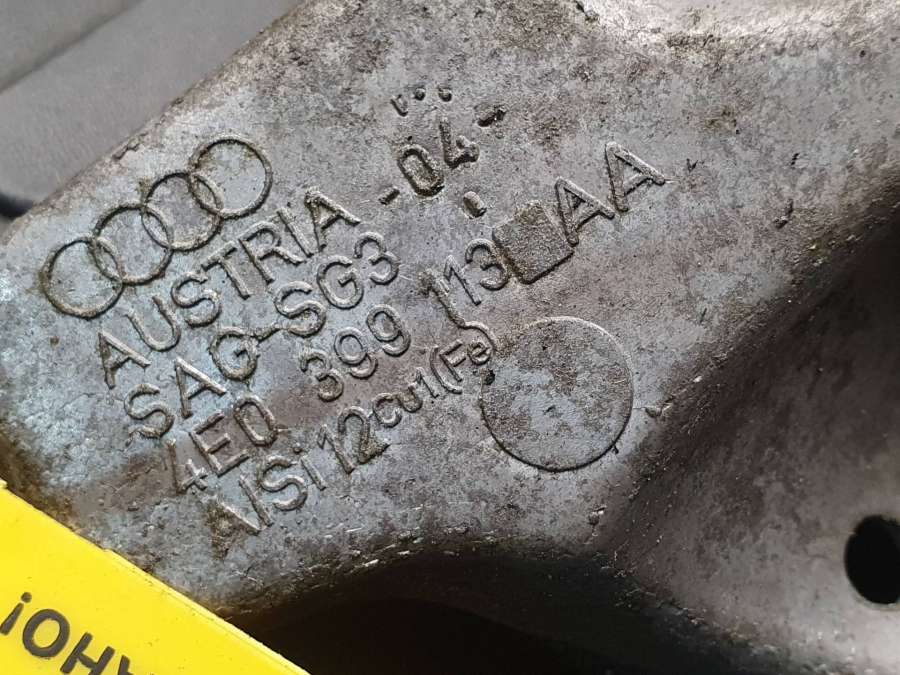 AUSTRIA -04-
SAG-SG3
4E0 399 113 AA
AlSi12Cu1(Fe)